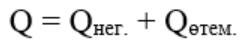 Q = Qнег. + Qөтем.